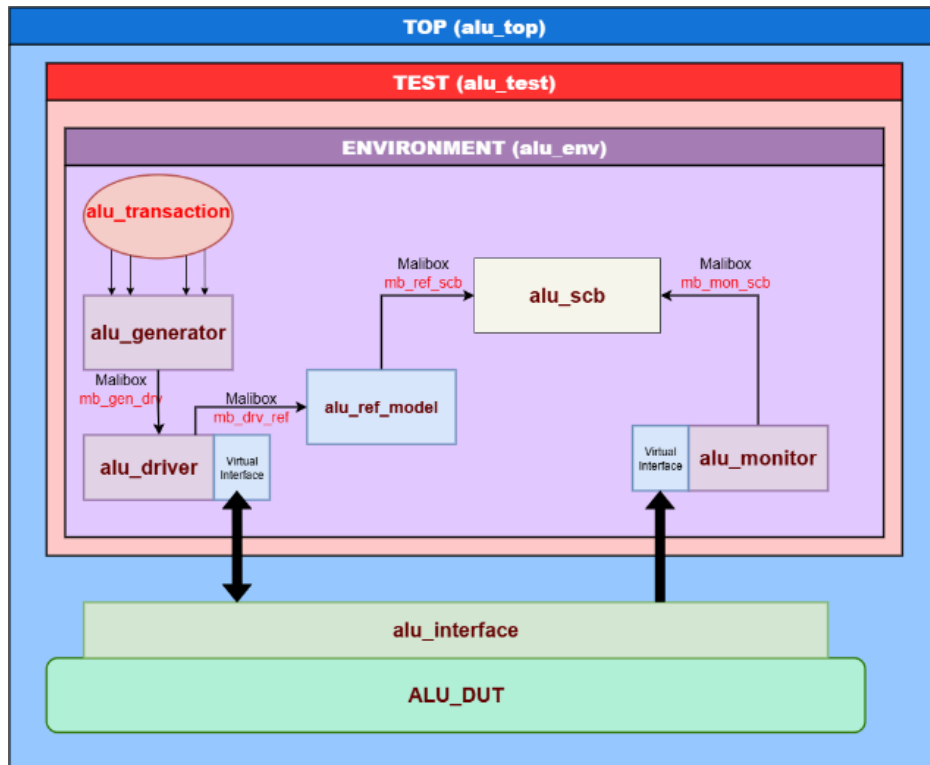 TOP (alu_top)
TEST (alu_test)
ENVIRONMENT (alu_env)
alu_transaction
alu_generator
Malibox
mb_gen_drv
alu_driver
Virtual
Interface
Malibox
mb_drv_ref
alu_ref_model
Malibox
mb_ref_scb
alu_scb
Malibox
mb_mon_scb
Virtual
Interface
alu_monitor
alu_interface
ALU_DUT